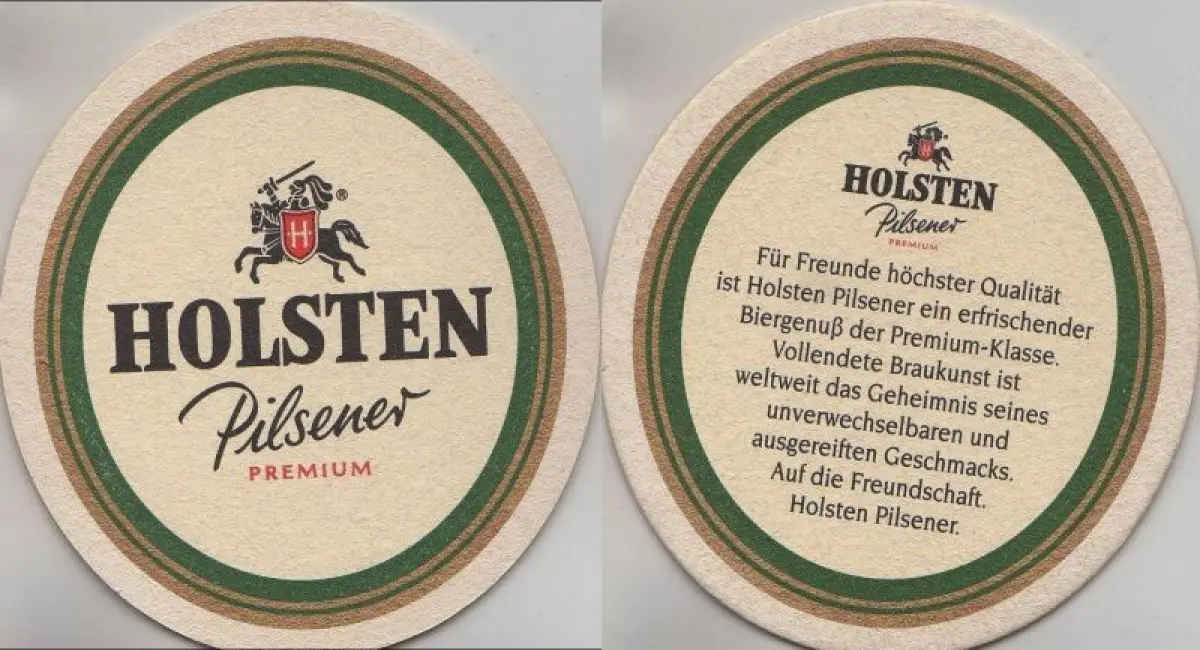 ®
H
HOLSTEN
Pilsener
PREMIUM
H
HOLSTEN
Pilsener
PREMIUM
Für Freunde höchster Qualität
ist Holsten Pilsener ein erfrischender
Biergenuß der Premium-Klasse.
Vollendete Braukunst ist
weltweit das Geheimnis seines
unverwechselbaren und
ausgereiften Geschmacks.
Auf die Freundschaft.
Holsten Pilsener.